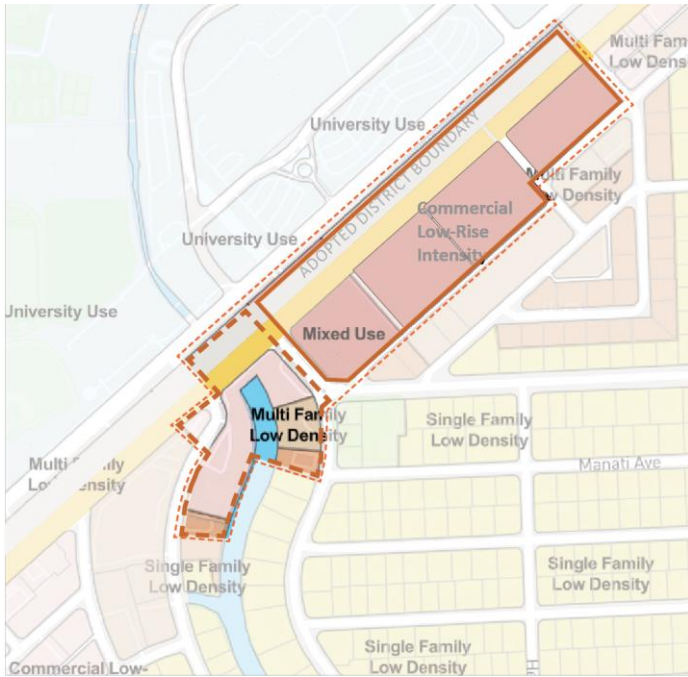 Multi Fam
Low Dens
University Use
ADOPTED DISTRICT BOUNDARY
Multi Family
Low Density
Commercial
Low-Rise
Intensity
University Use
University Use
Mixed Use
Multi Family
Low Density
Single Family
Low Density
Multi Family
Low Density
Manati Ave
Single Family
Low Density
Single Family
Low Density
Single Family
Low Density
Commercial Low-